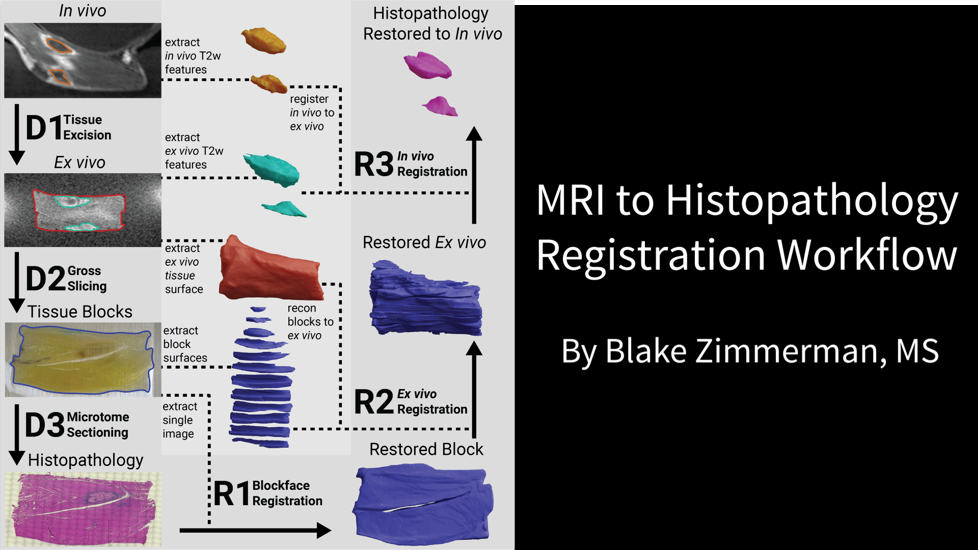 In vivo
D1 Tissue
Excision
Ex vivo
D2 Gross
Slicing
Tissue Blocks
D3 Microtome
Sectioning
Histopathology
extract
in vivo T2w
features
register
in vivo to
ex vivo
extract
ex vivo T2w
features
extract
ex vivo
tissue
surface
recon
blocks to
ex vivo
extract
block
surfaces
extract
single
image
R1 Blockface
Registration
Histopathology
Restored to In vivo
R3 In vivo
Registration
Restored Ex vivo
R2 Ex vivo
Registration
Restored Block
MRI to Histopathology
Registration Workflow
By Blake Zimmerman, MS